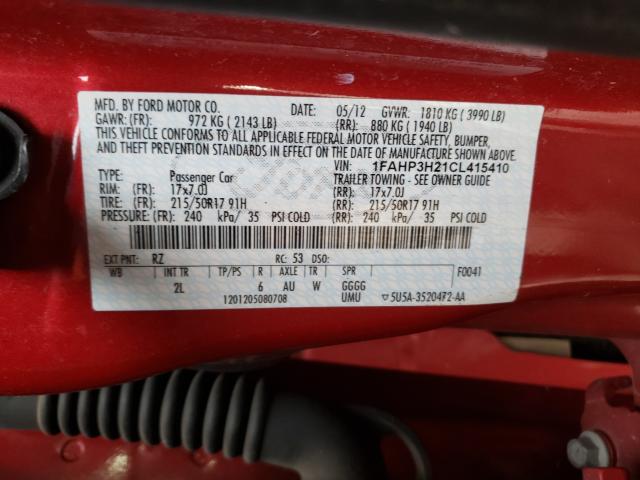 MFD. BY FORD MOTOR CO. DATE: 05/12 GVWR: 1810 KG ( 3990 LB)
GAWR: (FR): 972 KG ( 2143 LB) (RR): 880 KG ( 1940 LB)
THIS VEHICLE CONFORMS TO ALL APPLICABLE FEDERAL MOTOR VEHICLE SAFETY, BUMPER,
AND THEFT PREVENTION STANDARDS IN EFFECT ON THE DATE OF MANUFACTURE SHOWN ABOVE.
VIN: 1FAHP3H21CL415410
TYPE: Passenger Car TRAILER TOWING - SEE OWNER GUIDE
RIM: (FR): 17x7.0J (RR): 17x7.0J
TIRE: (FR): 215/50R17 91H (RR): 215/50R17 91H
PRESSURE: (FR): 240 kPa/ 35 PSI COLD (RR): 240 kPa/ 35 PSI COLD
EXT PNT: RZ RC: 53 DSO: F0041
WB INT TR TP/PS R AXLE TR SPR
2L 6 AU W GGGG
1201205080708 UMU ▽5U5A-3520472-AA